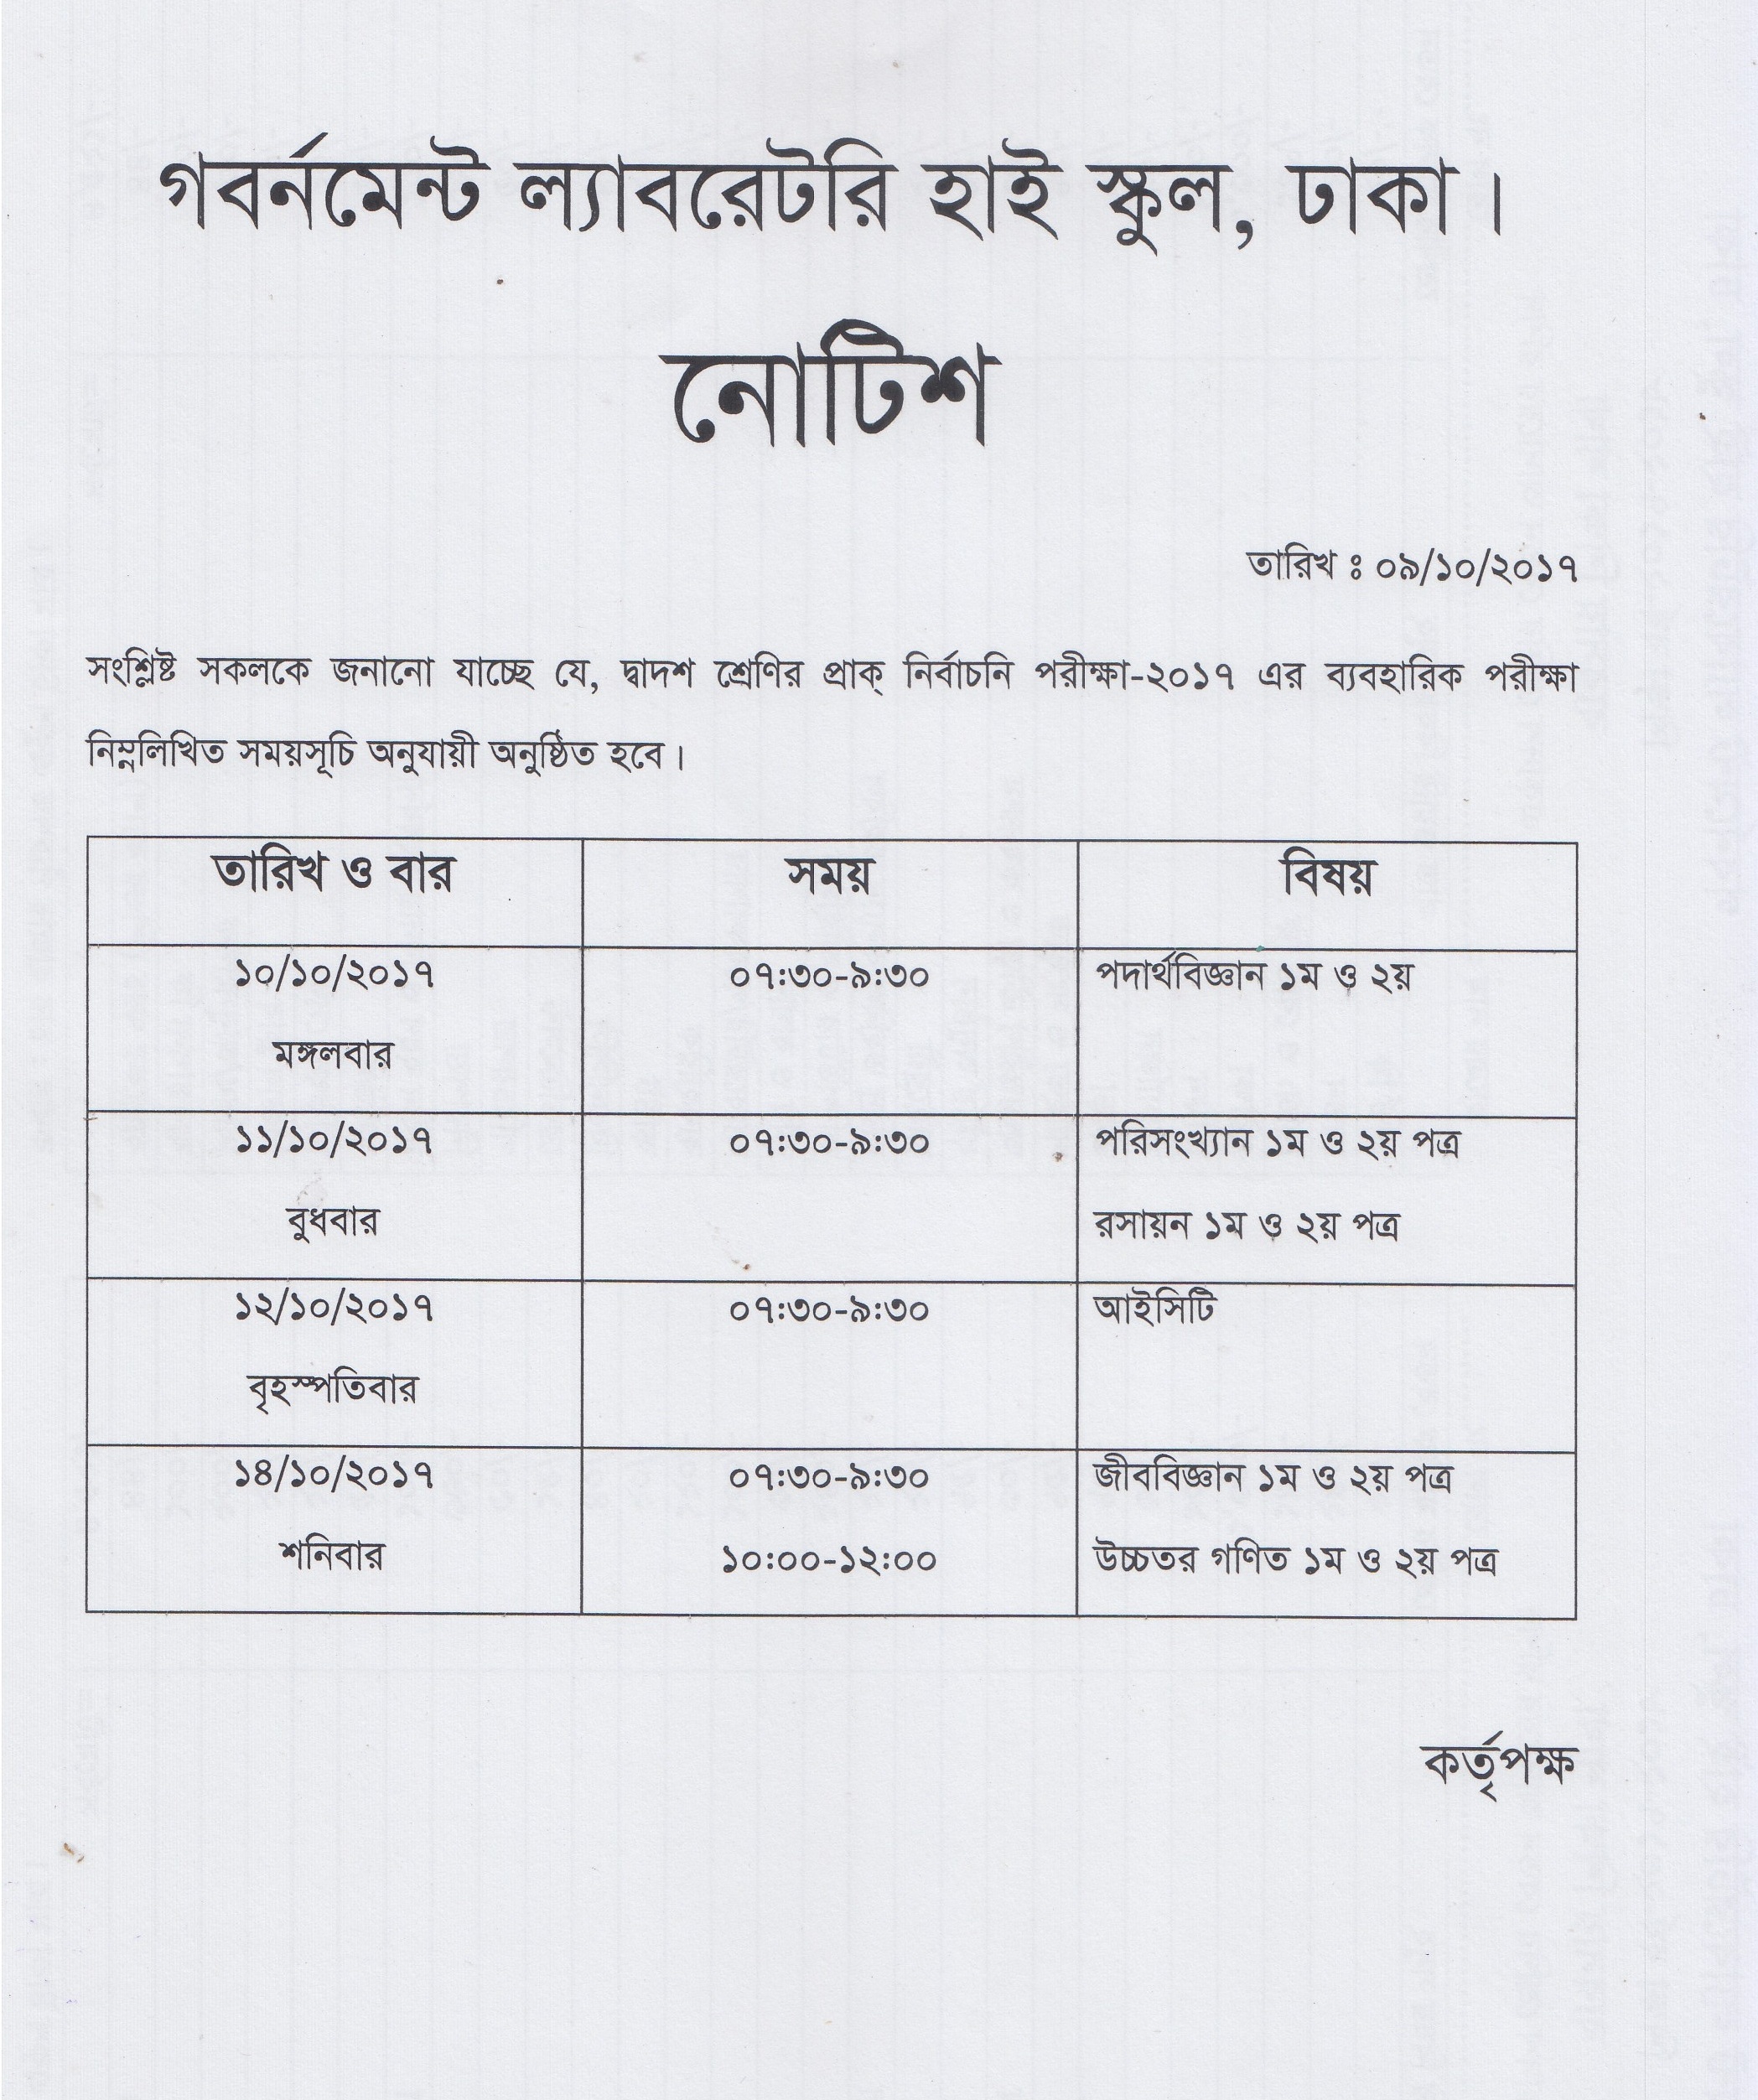 গবর্নমেন্ট ল্যাবরেটরি হাই স্কুল, ঢাকা।
নোটিশ
তারিখ ঃ ০৯/১০/২০১৭
সংশ্লিষ্ট সকলকে জনানো যাচ্ছে যে, দ্বাদশ শ্রেণির প্রাক্ নির্বাচনি পরীক্ষা-২০১৭ এর ব্যবহারিক পরীক্ষা
নিম্নলিখিত সময়সূচি অনুযায়ী অনুষ্ঠিত হবে।
তারিখ ও বার সময় বিষয়
১০/১০/২০১৭ ০৭:৩০-৯:৩০ পদার্থবিজ্ঞান ১ম ও ২য়
মঙ্গলবার
১১/১০/২০১৭ ০৭:৩০-৯:৩০ পরিসংখ্যান ১ম ও ২য় পত্র
বুধবার রসায়ন ১ম ও ২য় পত্র
১২/১০/২০১৭ ০৭:৩০-৯:৩০ আইসিটি
বৃহস্পতিবার
১৪/১০/২০১৭ ০৭:৩০-৯:৩০ জীববিজ্ঞান ১ম ও ২য় পত্র
শনিবার ১০:০০-১২:০০ উচ্চতর গণিত ১ম ও ২য় পত্র
কর্তৃপক্ষ